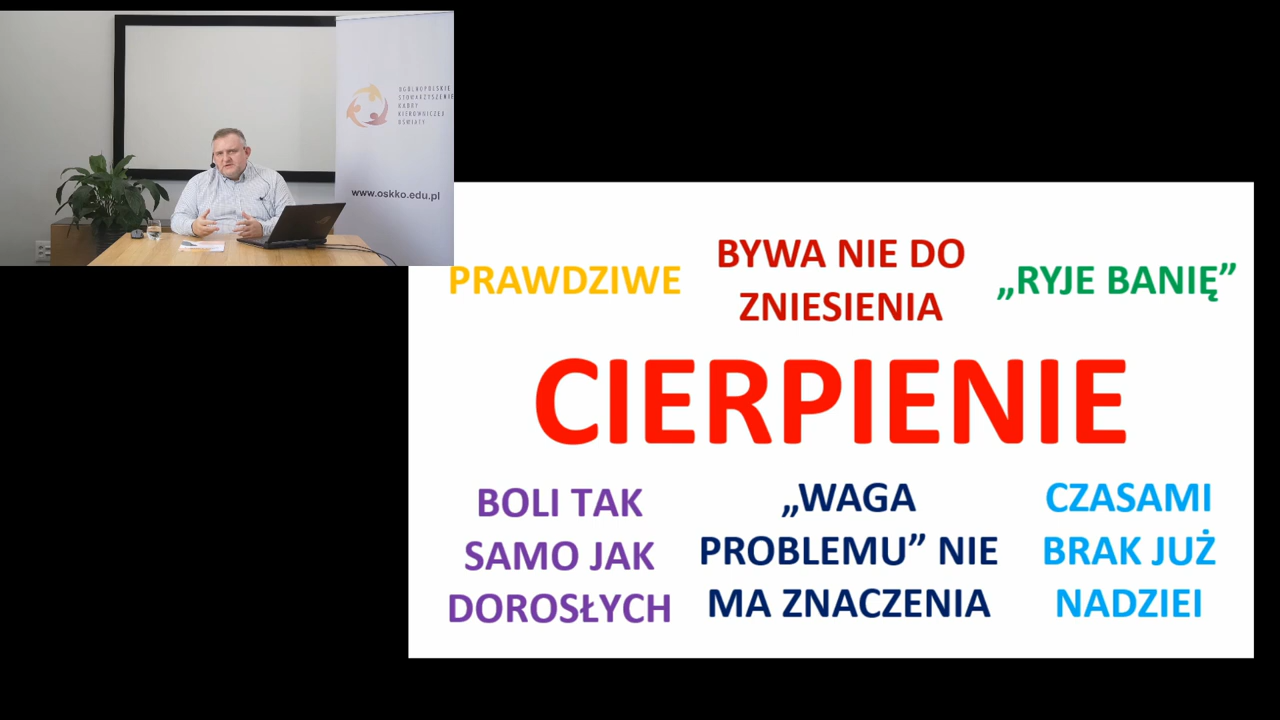 OGÓLNOPOLSKIE
STOWARZYSZENIE
KADRY
KIEROWNICZEJ
OŚWIATY
www.oskko.edu.pl
PRAWDZIWE
BYWA NIE DO
ZNIESIENIA
„RYJE BANIĘ”
CIERPIENIE
BOLI TAK
SAMO JAK
DOROSŁYCH
„WAGA
PROBLEMU” NIE
MA ZNACZENIA
CZASAMI
BRAK JUŻ
NADZIEI